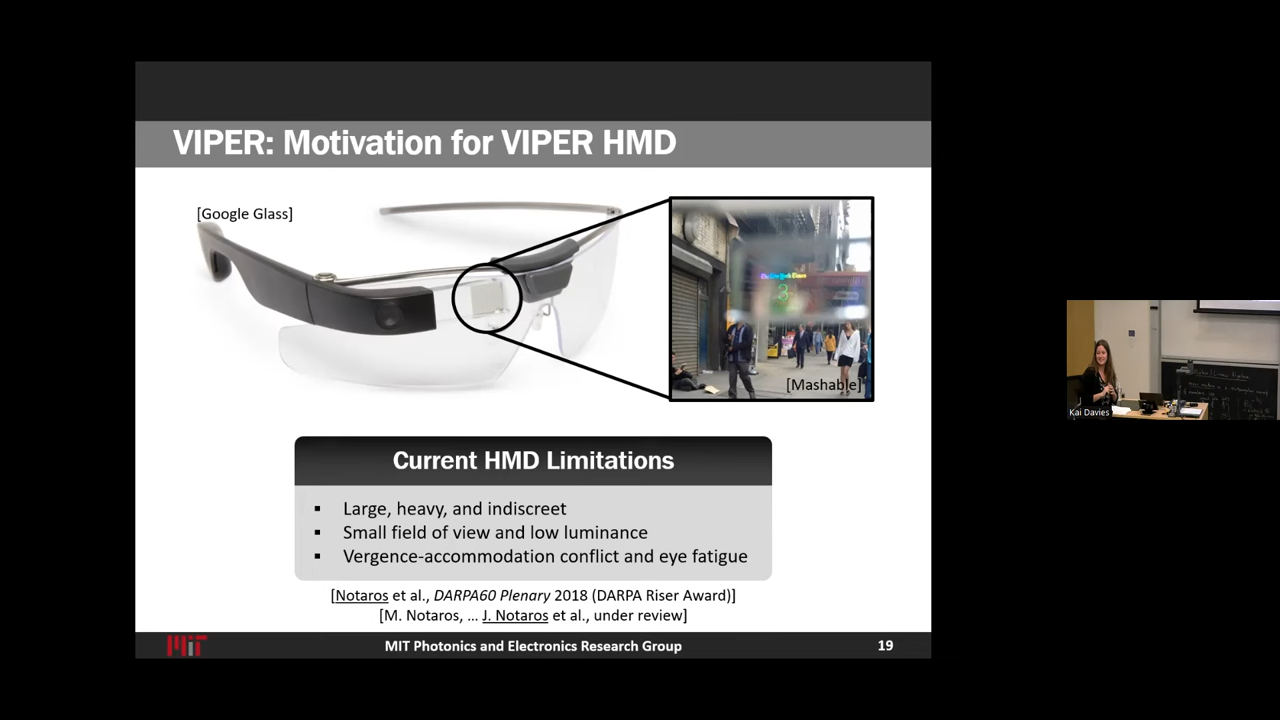 VIPER: Motivation for VIPER HMD
[Google Glass]
[Mashable]
Current HMD Limitations
▪ Large, heavy, and indiscreet
▪ Small field of view and low luminance
▪ Vergence-accommodation conflict and eye fatigue
[Notaros et al., DARPA60 Plenary 2018 (DARPA Riser Award)]
[M. Notaros, … J. Notaros et al., under review]
MIT
MIT Photonics and Electronics Research Group
19
Kai Davies